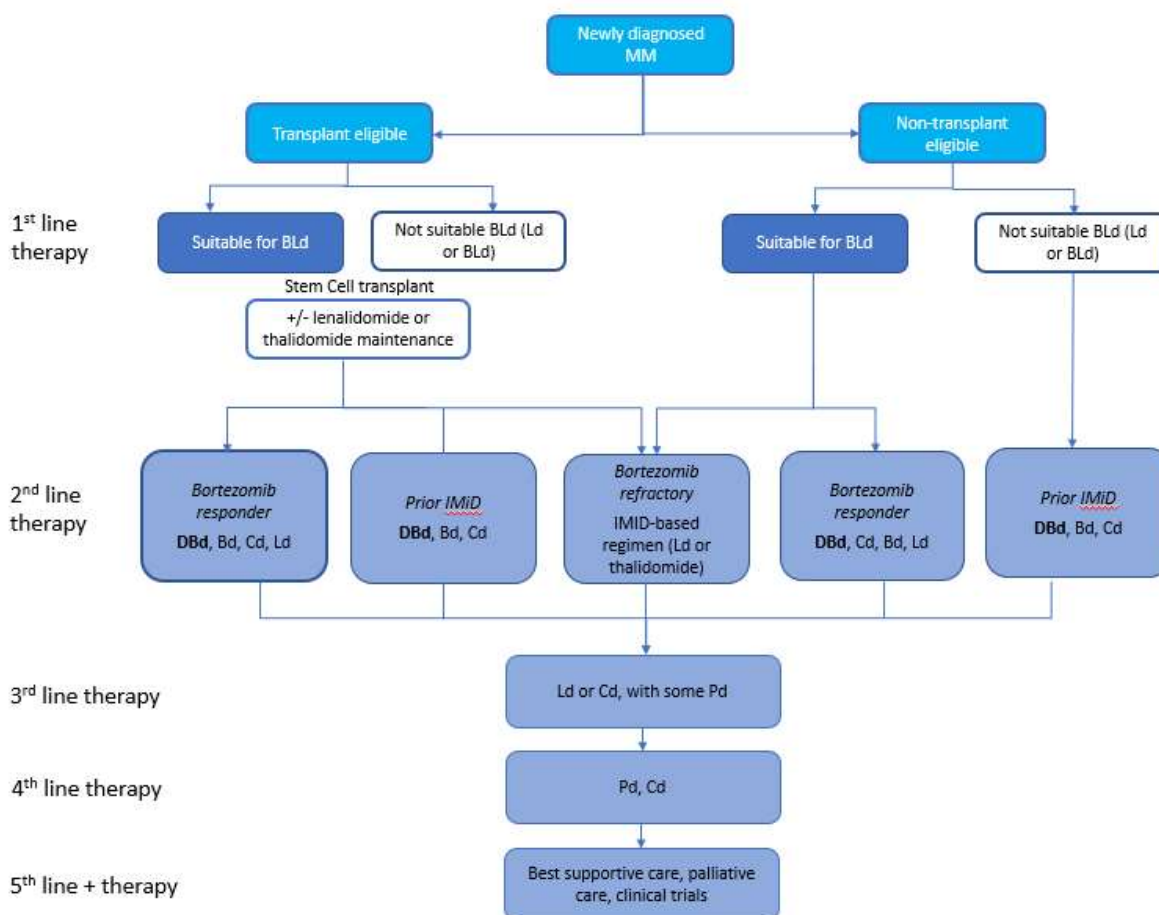 Newly diagnosed
MM
Transplant eligible
Non-transplant
eligible
1st line
therapy
Suitable for BLd
Not suitable BLd (Ld
or BLd)
Suitable for BLd
Not suitable BLd (Ld
or BLd)
Stem Cell transplant
+/- lenalidomide or
thalidomide maintenance
2nd line
therapy
Bortezomib
responder
DBd, Bd, Cd, Ld
Prior IMiD
DBd, Bd, Cd
Bortezomib
refractory
IMID-based
regimen (Ld or
thalidomide)
Bortezomib
responder
DBd, Cd, Bd, Ld
Prior IMiD
DBd, Bd, Cd
3rd line therapy
Ld or Cd, with some Pd
4th line therapy
Pd, Cd
5th line + therapy
Best supportive care, palliative
care, clinical trials